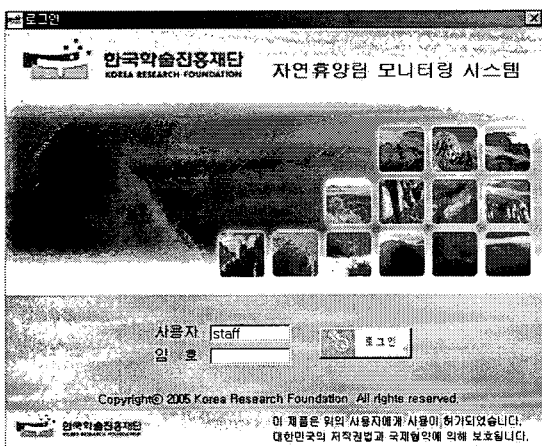 로그인
한국학술진흥재단
KOREA RESEARCH FOUNDATION
자연휴양림 모니터링 시스템
사용자 staff
암 호
로그인
Copyright© 2005 Korea Research Foundation. All rights reserved.
한국학술진흥재단
이 제품은 위의 사용자에게 사용이 허가되었습니다.
대한민국의 저작권법과 국제협약에 의해 보호됩니다.